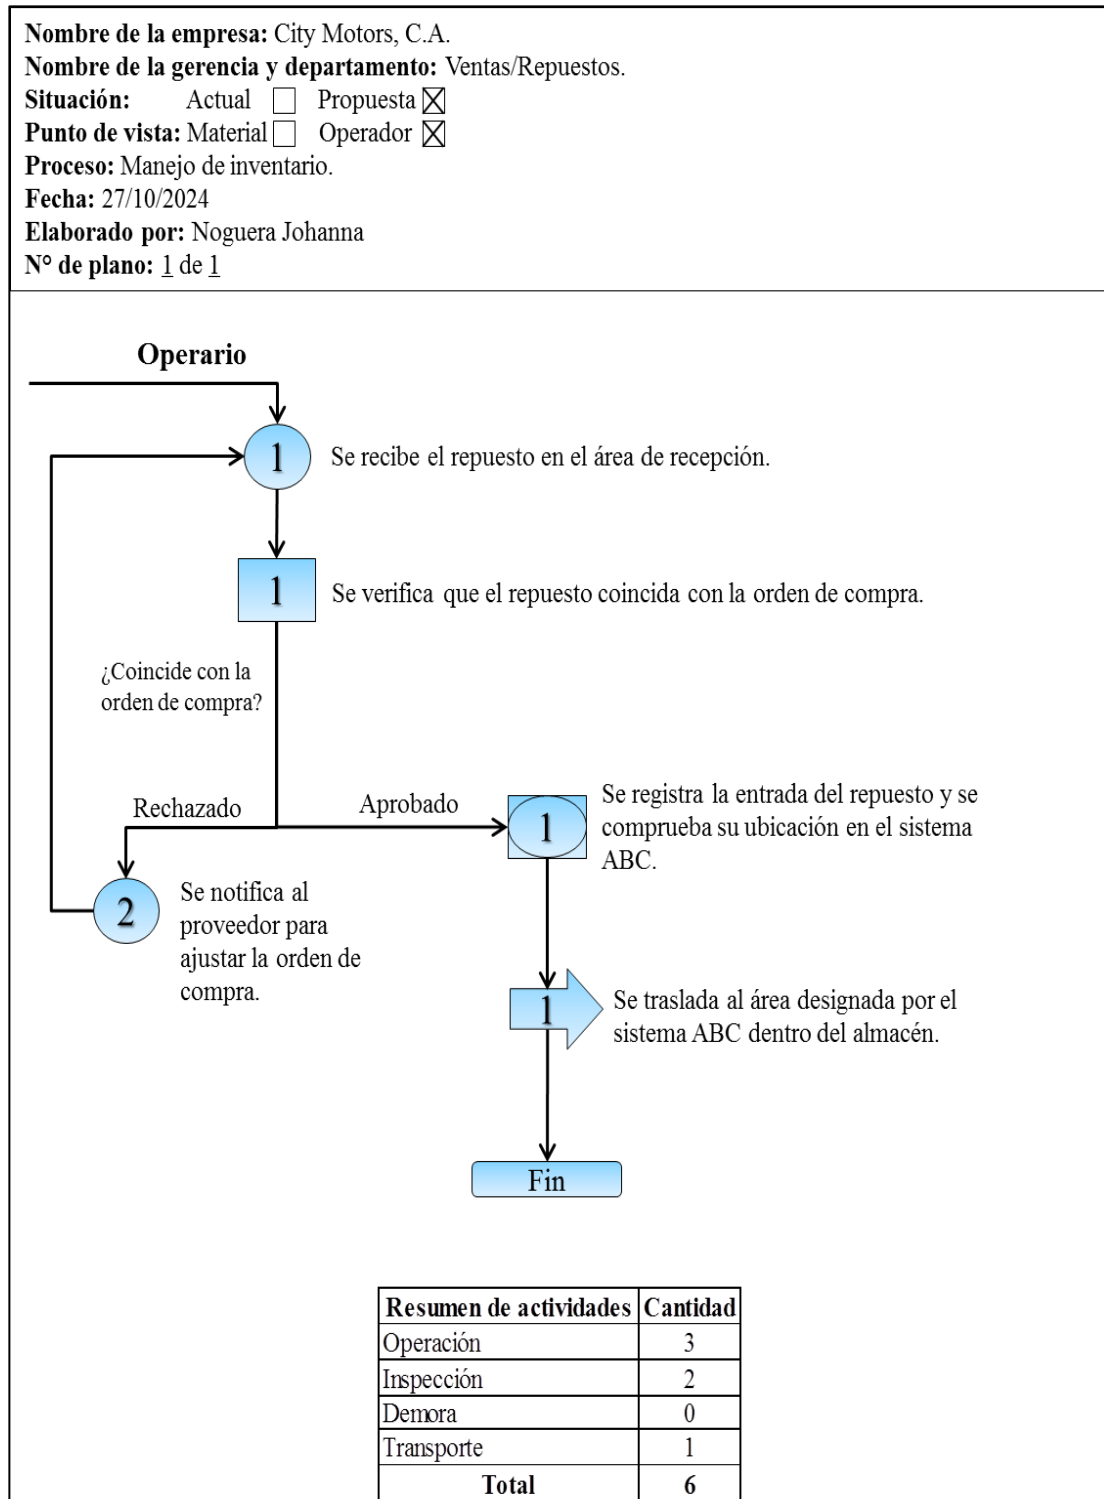 Nombre de la empresa: City Motors, C.A.
Nombre de la gerencia y departamento: Ventas/Repuestos.
Situación: Actual Propuesta
Punto de vista: Material Operador
Proceso: Manejo de inventario.
Fecha: 27/10/2024
Elaborado por: Noguera Johanna
N° de plano: 1 de 1
Operario
1
Se recibe el repuesto en el área de recepción.
1
Se verifica que el repuesto coincida con la orden de compra.
¿Coincide con la
orden de compra?
Rechazado
Aprobado
1
Se registra la entrada del repuesto y se
comprueba su ubicación en el sistema
ABC.
2
Se notifica al
proveedor para
ajustar la orden de
compra.
1
Se traslada al área designada por el
sistema ABC dentro del almacén.
Fin
Resumen de actividades Cantidad
Operación 3
Inspección 2
Demora 0
Transporte 1
Total 6